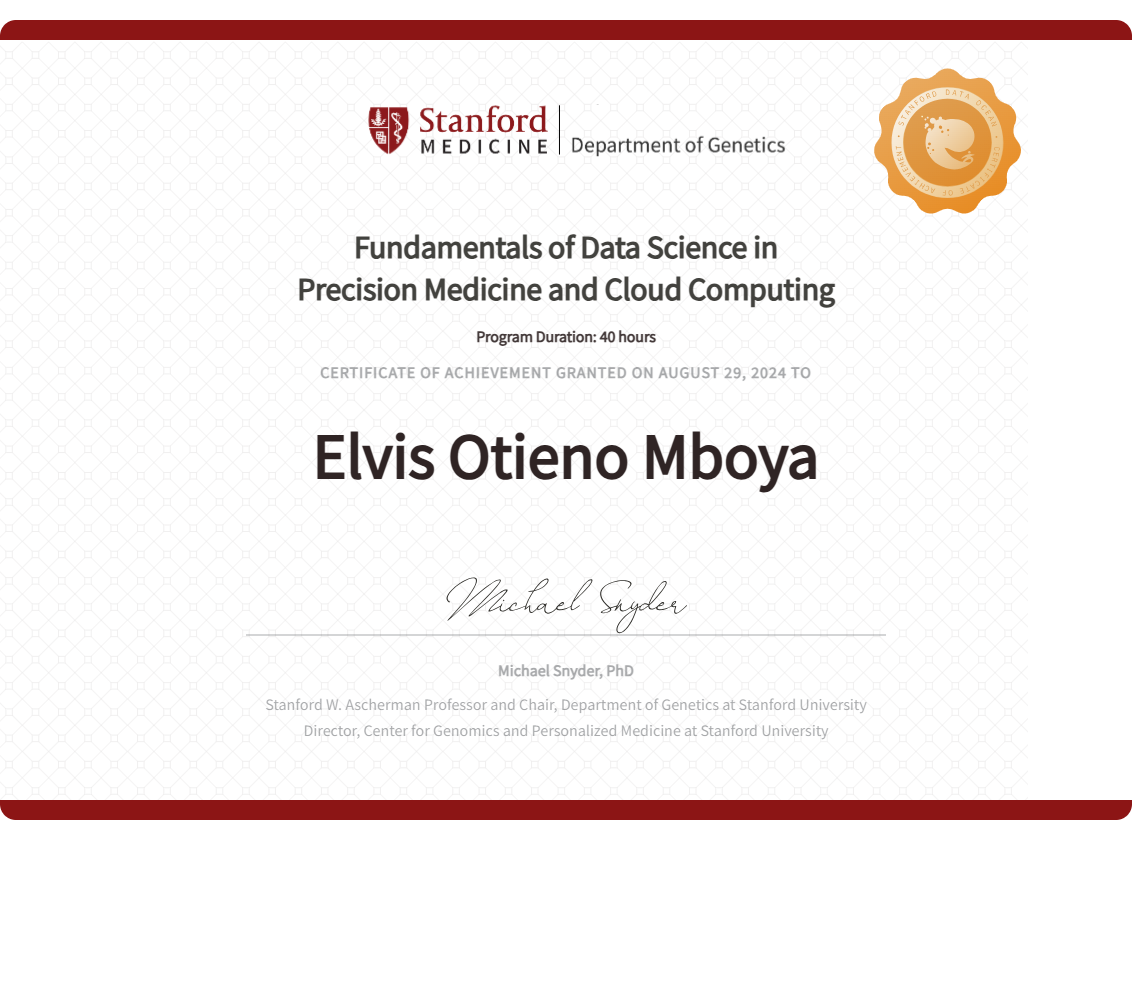 Stanford
MEDICINE
Department of Genetics
STANFORD DATA OCEAN • CERTIFICATE OF ACHIEVEMENT •
Fundamentals of Data Science in
Precision Medicine and Cloud Computing
Program Duration: 40 hours
CERTIFICATE OF ACHIEVEMENT GRANTED ON AUGUST 29, 2024 TO
Elvis Otieno Mboya
Michael Snyder
Michael Snyder, PhD
Stanford W. Ascherman Professor and Chair, Department of Genetics at Stanford University
Director, Center for Genomics and Personalized Medicine at Stanford University